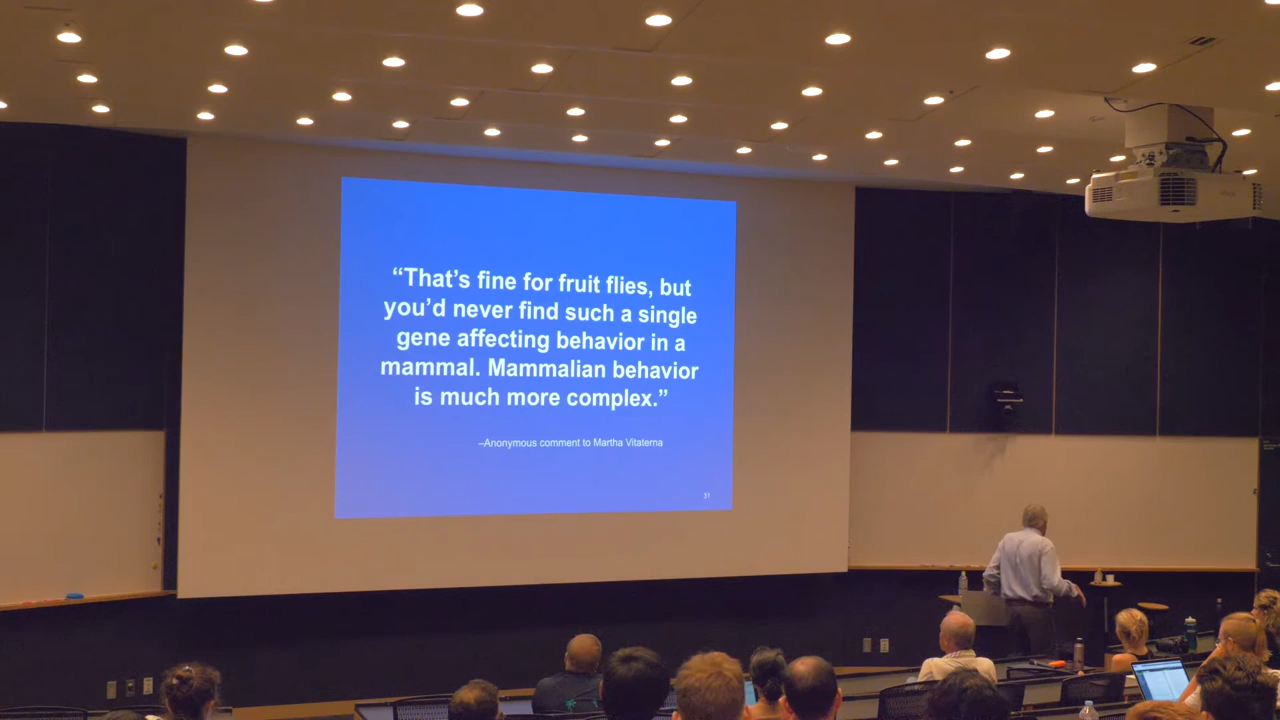 “That’s fine for fruit flies, but
you’d never find such a single
gene affecting behavior in a
mammal. Mammalian behavior
is much more complex.”
–Anonymous comment to Martha Vitaterna
31